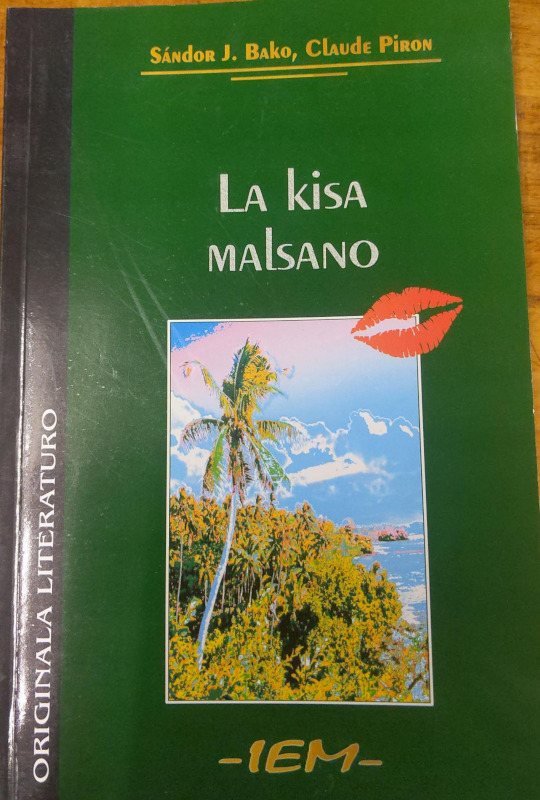 Sándor J. Bako, Claude Piron
La kisa
malsano
ORIGINALA LITERATURO
-IEM-